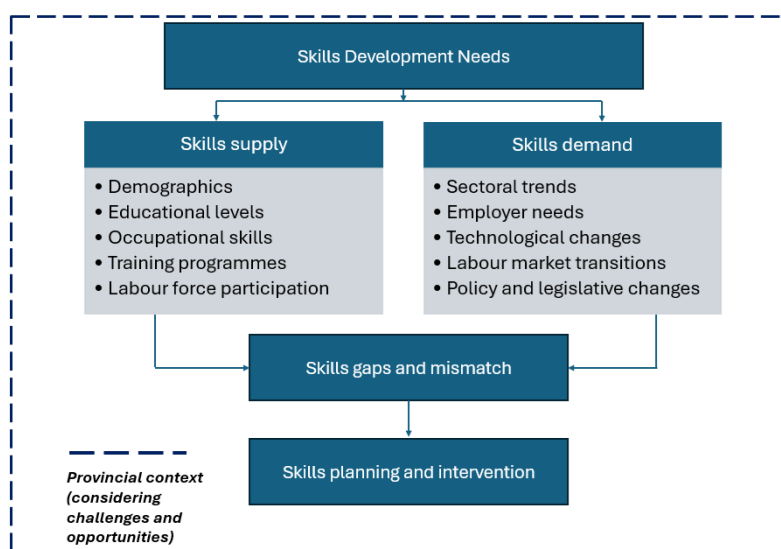 Skills Development Needs
Skills supply
• Demographics
• Educational levels
• Occupational skills
• Training programmes
• Labour force participation
Skills demand
• Sectoral trends
• Employer needs
• Technological changes
• Labour market transitions
• Policy and legislative changes
Skills gaps and mismatch
Skills planning and intervention
Provincial context
(considering
challenges and
opportunities)